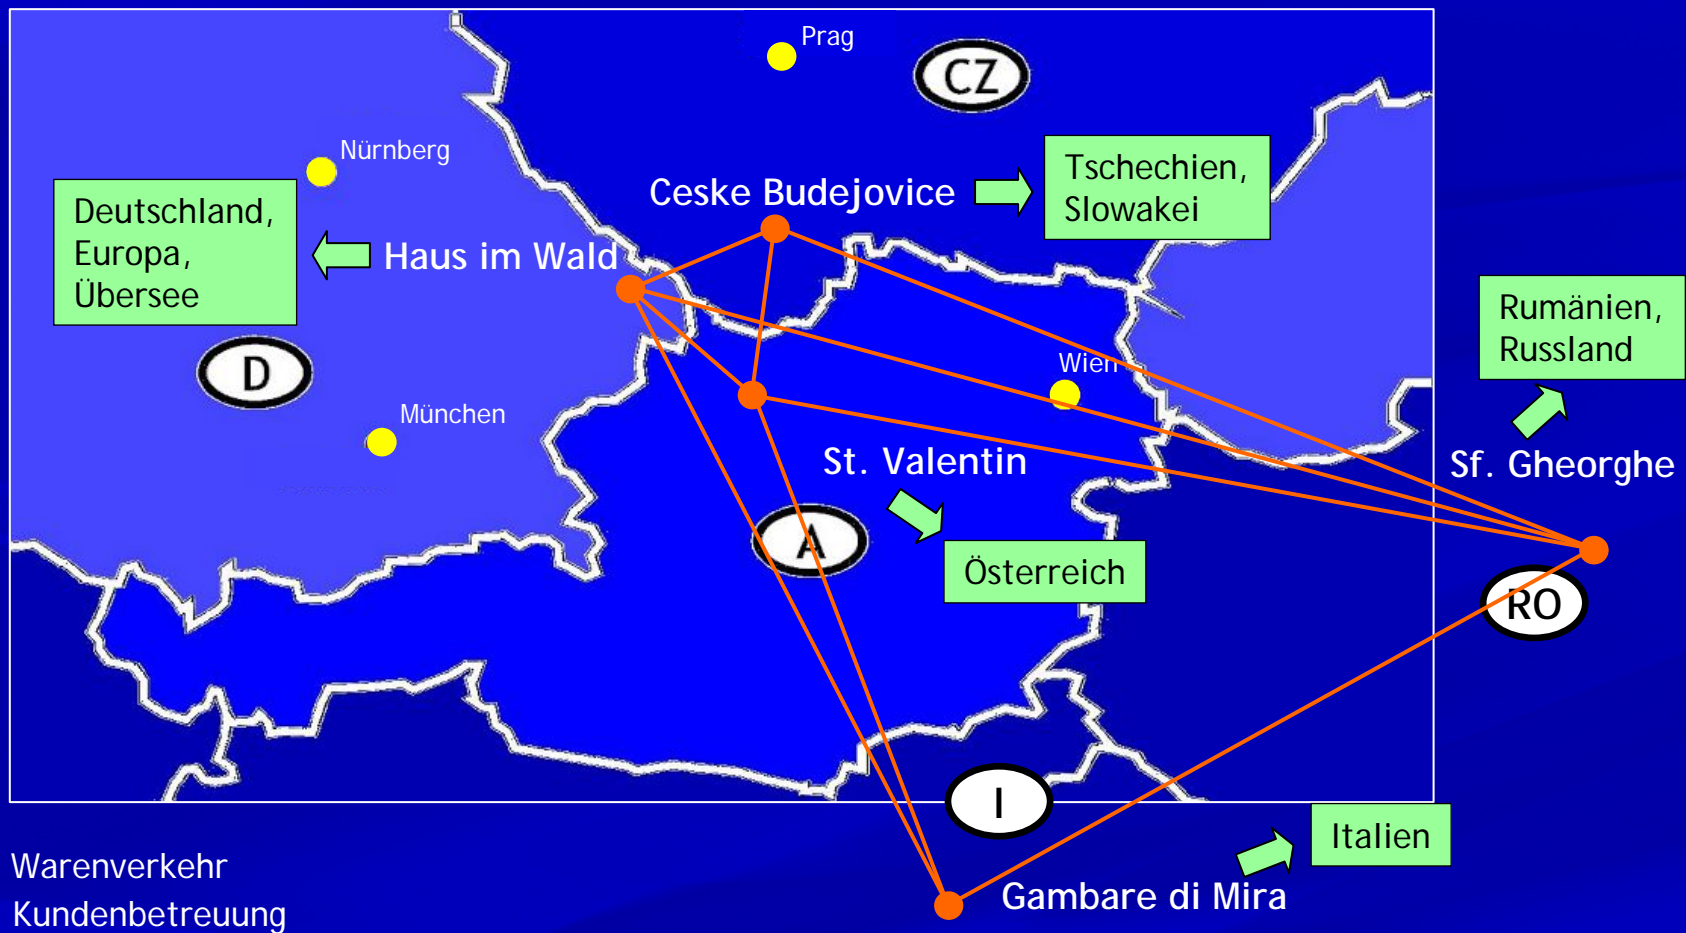 Prag
CZ
Nürnberg
Tschechien,
Slowakei
Ceske Budejovice
Deutschland,
Europa,
Übersee
Haus im Wald
Rumänien,
Russland
D
Wien
München
St. Valentin
Sf. Gheorghe
A
Österreich
RO
I
Italien
Warenverkehr
Kundenbetreuung
Gambare di Mira